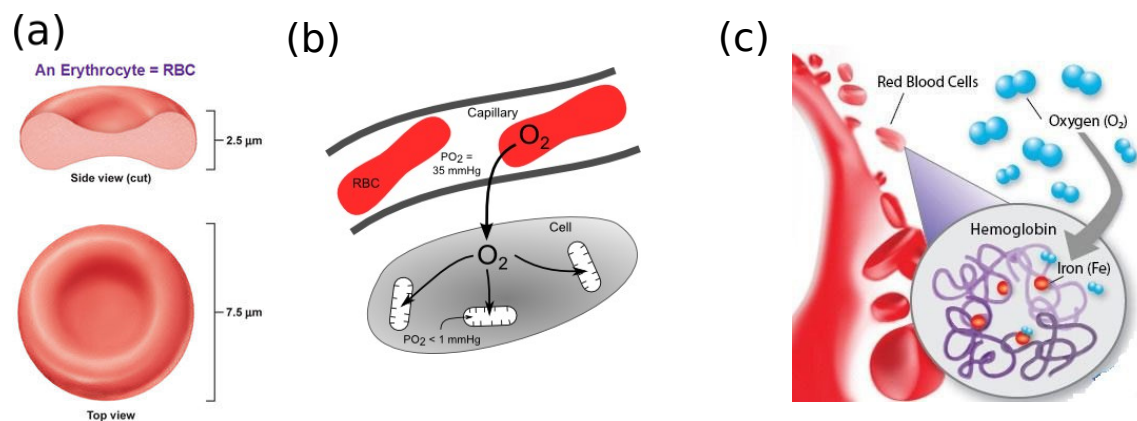 (a)
An Erythrocyte = RBC
2.5 µm
Side view (cut)
7.5 µm
Top view
(b)
Capillary
O2
PO2 =
35 mmHg
RBC
Cell
O2
PO2 < 1 mmHg
(c)
Red Blood Cells
Oxygen (O2)
Hemoglobin
Iron (Fe)